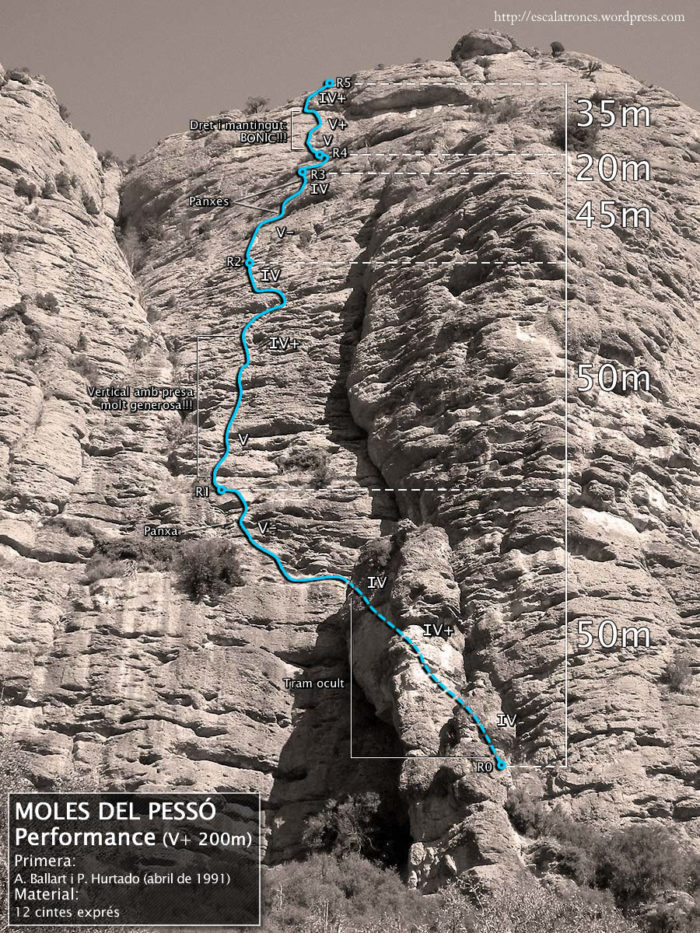 http://escalatroncs.wordpress.com
R5
IV+
35m
Dret i mantingut.
BONIC!!!
V+
V
R4
20m
R3
IV
Panxes
45m
V-
R2
IV
IV+
50m
Vertical amb presa
molt generosa!!!
V
R1
Panxa
V-
IV
IV+
50m
Tram ocult
IV
R0
MOLES DEL PESSÓ
Performance (V+ 200m)
Primera:
A. Ballart i P. Hurtado (abril de 1991)
Material:
12 cintes exprés